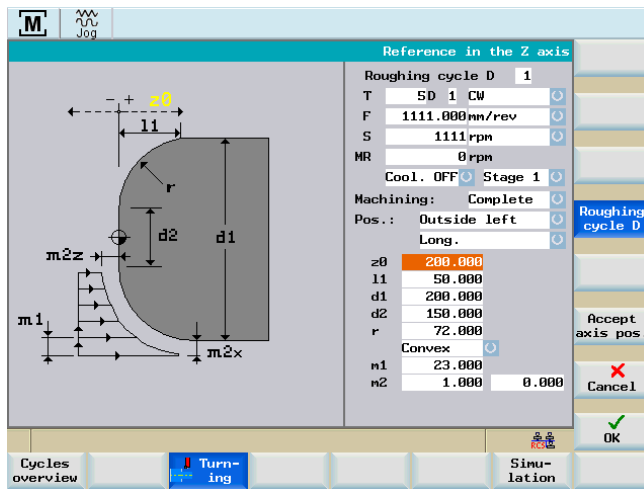 M
Jog
Reference in the Z axis
- + z0
l1
r
d2
d1
m2z
m1
m2x
Roughing cycle D 1
T 5 D 1 CW
F 1111.000 mm/rev
S 1111 rpm
MR 0 rpm
Cool. OFF Stage 1
Machining: Complete
Pos.: Outside left
Long.
z0 200.000
l1 50.000
d1 200.000
d2 150.000
r 72.000
Convex
m1 23.000
m2 1.000 0.000
Roughing
cycle D
Accept
axis pos
Cancel
OK
RCS
Cycles
overview
Turn-
ing
Simu-
lation